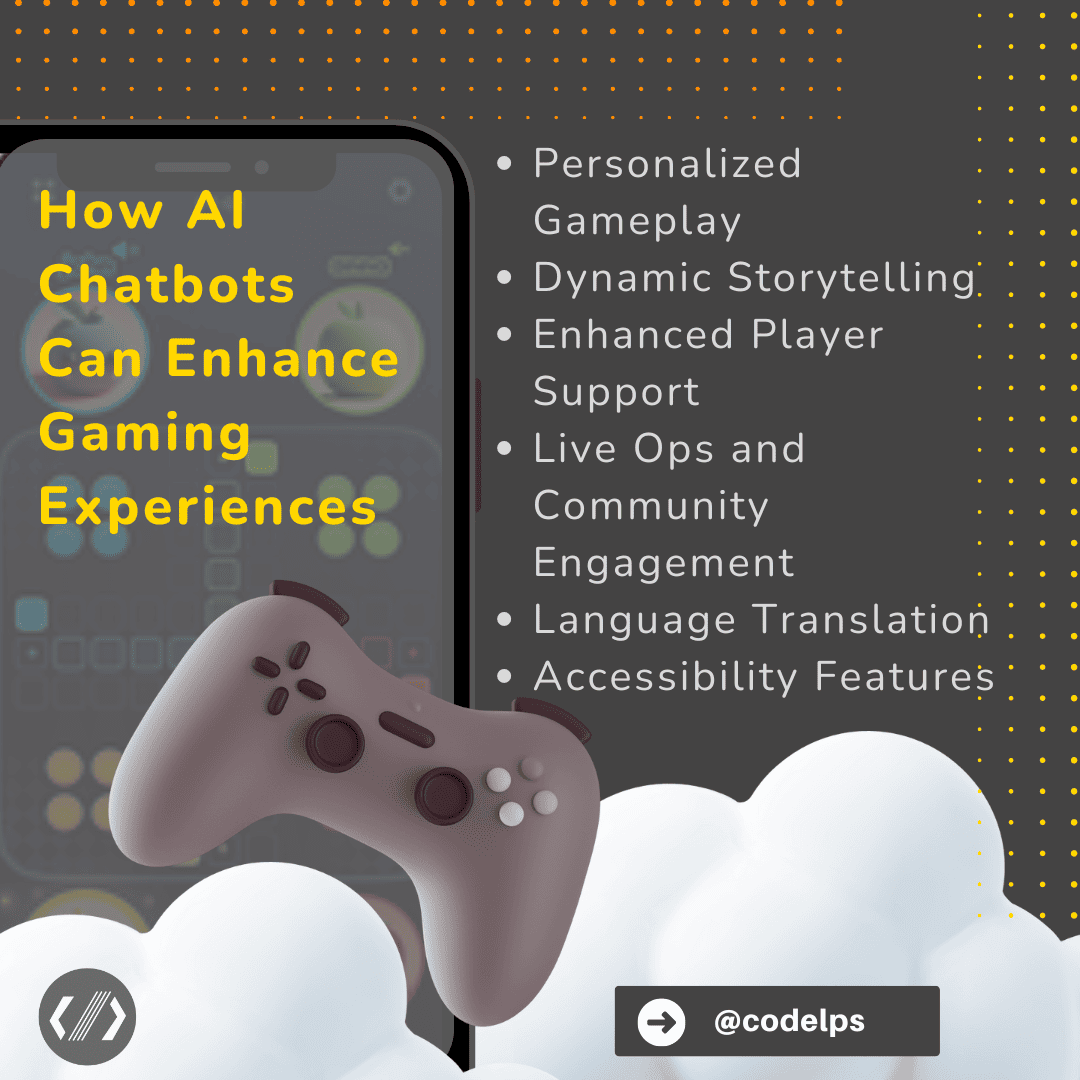 How AI
Chatbots
Can Enhance
Gaming
Experiences
• Personalized
Gameplay
• Dynamic Storytelling
• Enhanced Player
Support
• Live Ops and
Community
Engagement
• Language Translation
• Accessibility Features
@codelps